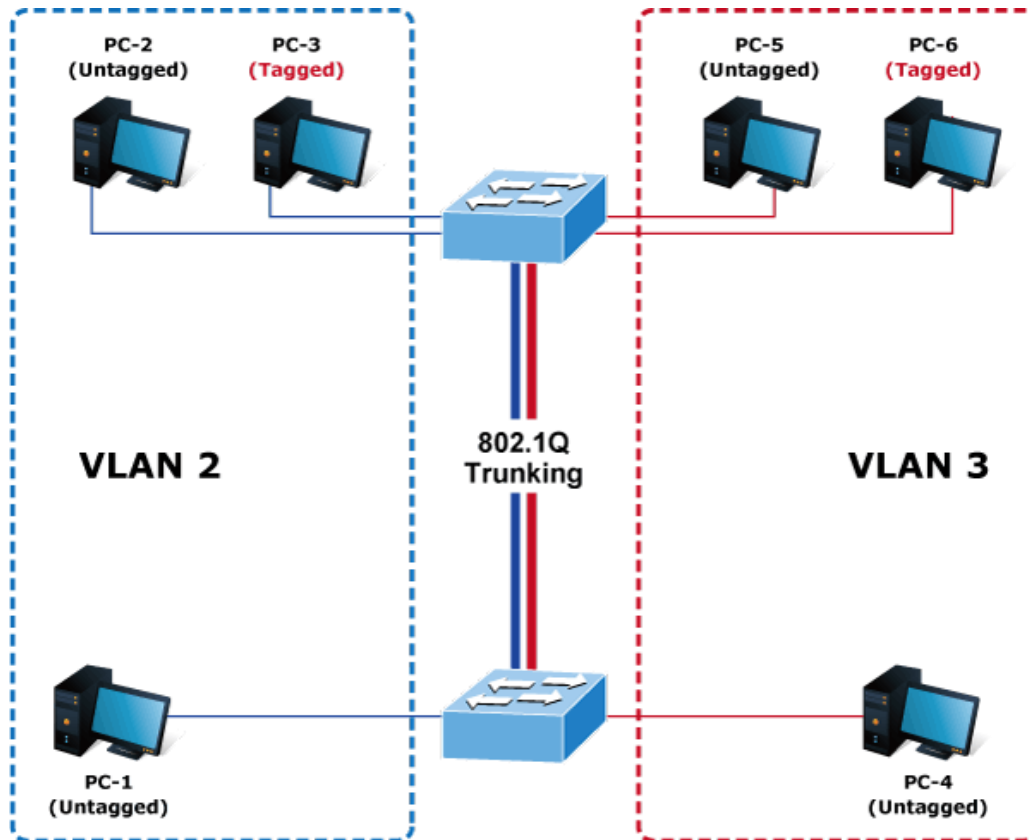 PC-2
(Untagged)
PC-3
(Tagged)
PC-5
(Untagged)
PC-6
(Tagged)
802.1Q
Trunking
VLAN 2
VLAN 3
PC-1
(Untagged)
PC-4
(Untagged)